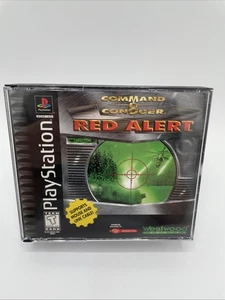 COMMAND
&
CONQUER
RED ALERT
PlayStation
SUPPORTS
MOUSE AND
LINK CABLE!
Westwood